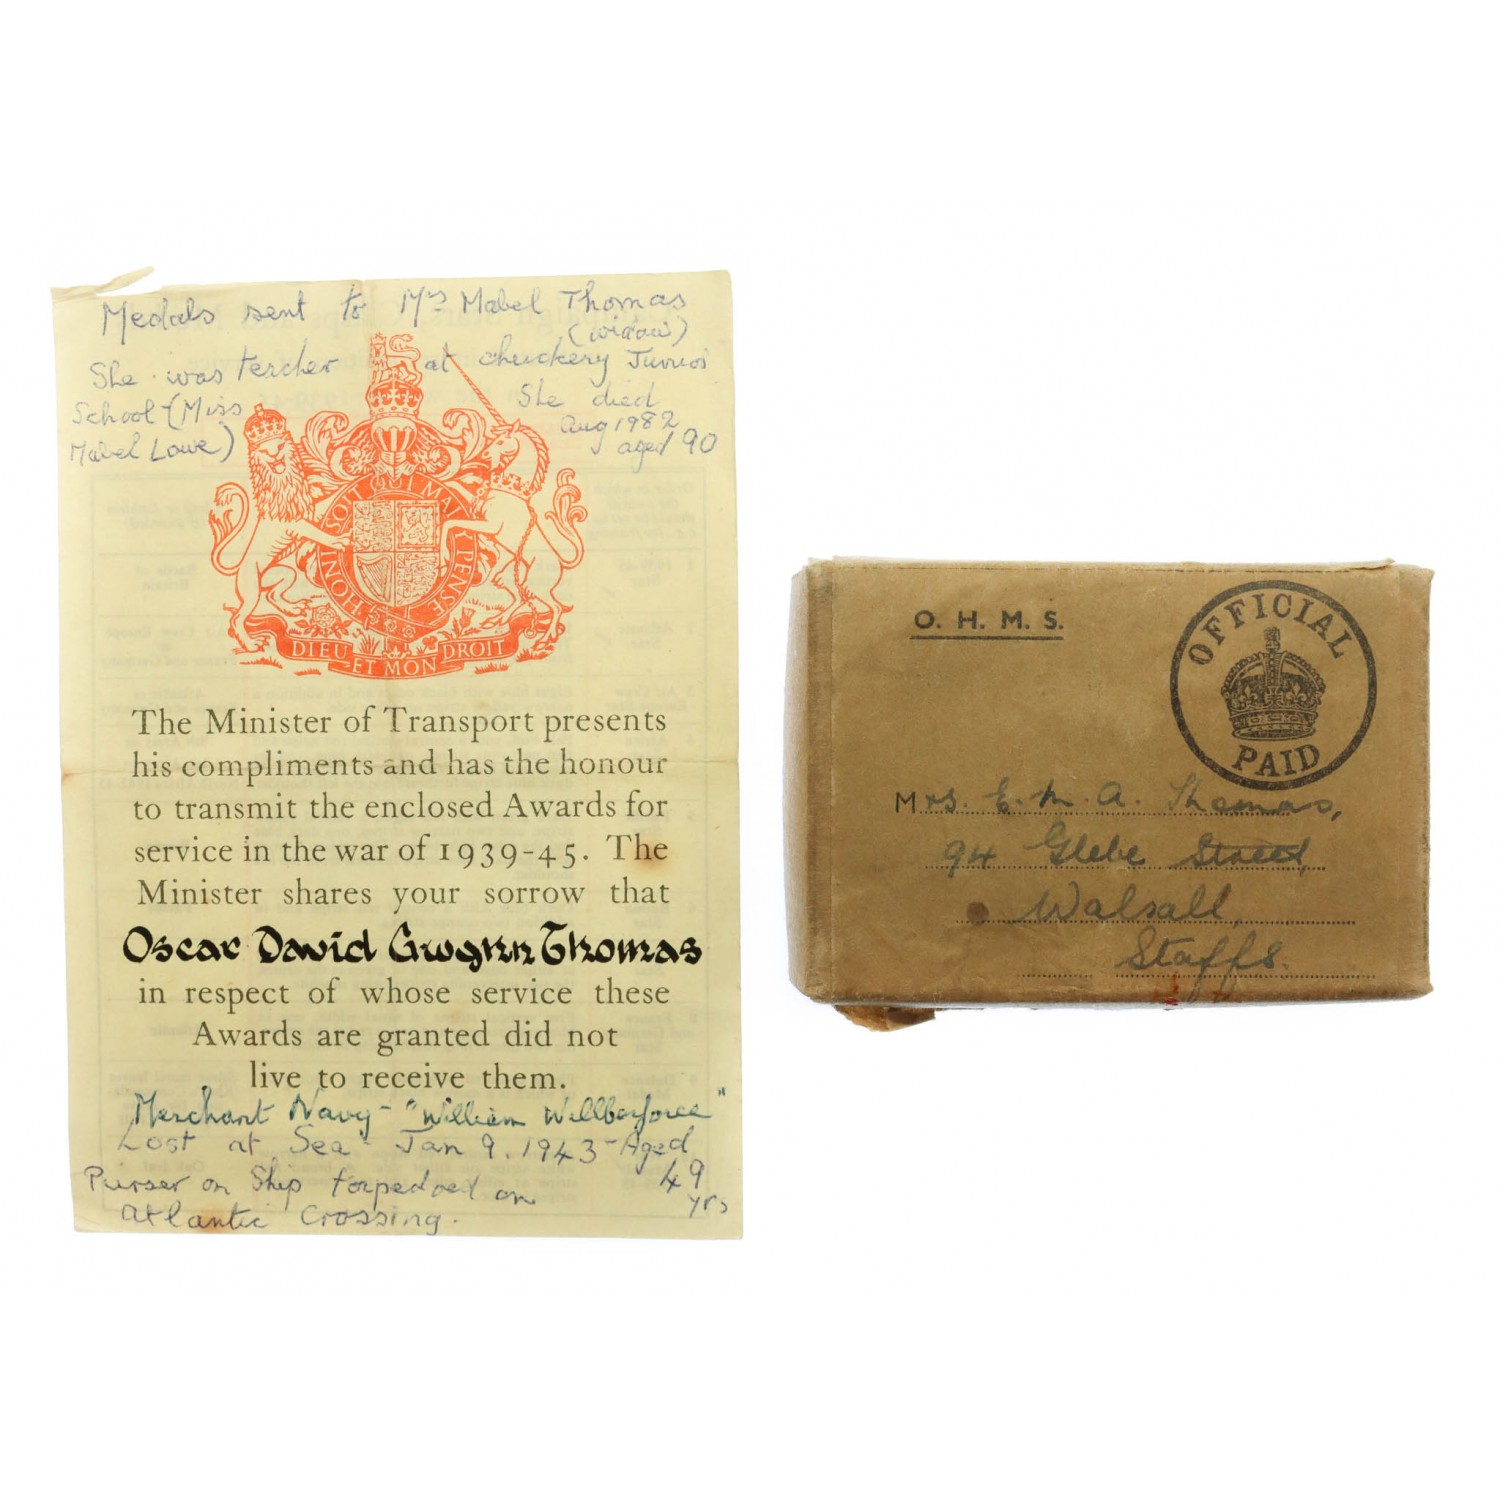 Medals sent to Mrs Mabel Thomas
(widow)
She was teacher at Chuckery Junior
School (Miss
Mabel Lowe)
She died
Aug 1982
aged 90
HONI SOIT QUI MAL Y PENSE
DIEU ET MON DROIT
The Minister of Transport presents
his compliments and has the honour
to transmit the enclosed Awards for
service in the war of 1939-45. The
Minister shares your sorrow that
Oscar David Gwynn Thomas
in respect of whose service these
Awards are granted did not
live to receive them.
Merchant Navy - "William Wilberforce"
Lost at Sea - Jan 9. 1943 - Aged
49
yrs
Purser on Ship torpedoed on
Atlantic Crossing.
O. H. M. S.
OFFICIAL
PAID
Mrs. E. M. A. Thomas,
94 Glebe Street,
Walsall,
Staffs.